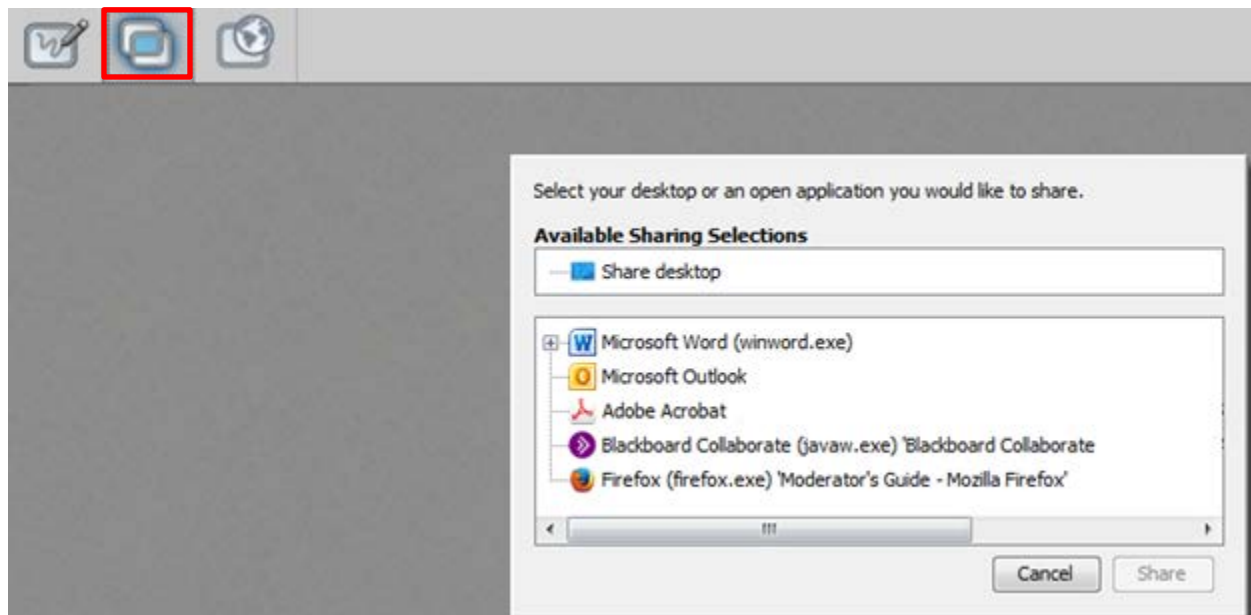 Select your desktop or an open application you would like to share.
Available Sharing Selections
Share desktop
Microsoft Word (winword.exe)
Microsoft Outlook
Adobe Acrobat
Blackboard Collaborate (javaw.exe) 'Blackboard Collaborate
Firefox (firefox.exe) 'Moderator's Guide - Mozilla Firefox'
Cancel Share